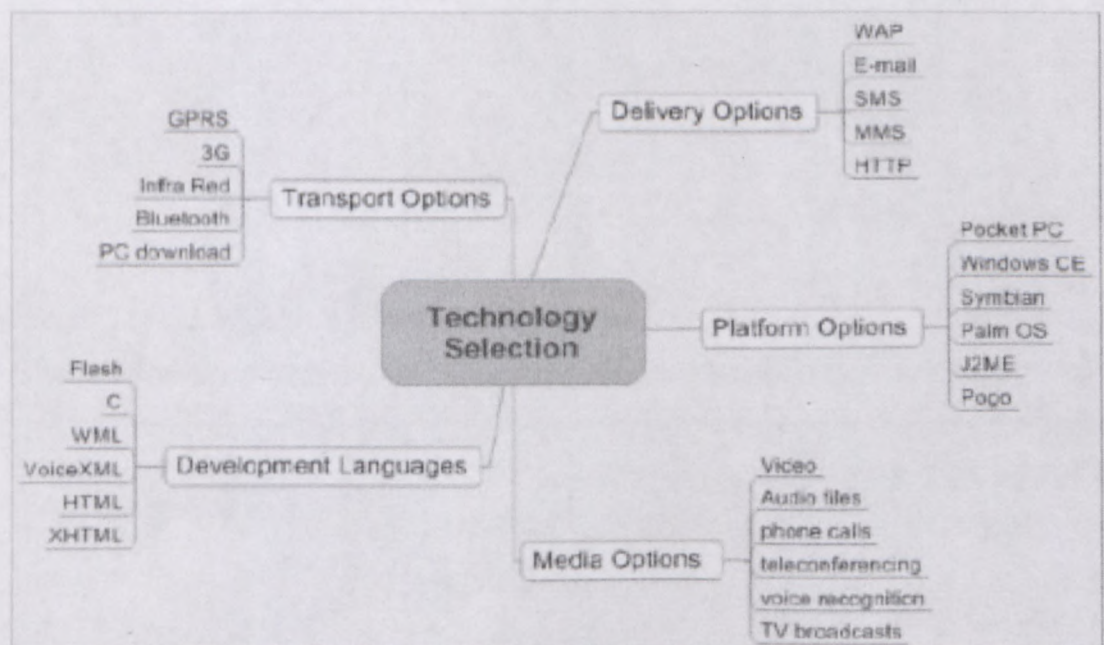 Technology
Selection
Delivery Options
WAP
E-mail
SMS
MMS
HTTP
Platform Options
Pocket PC
Windows CE
Symbian
Palm OS
J2ME
Pogo
Media Options
Video
Audio files
phone calls
teleconferencing
voice recognition
TV broadcasts
Development Languages
Flash
C
WML
VoiceXML
HTML
XHTML
Transport Options
GPRS
3G
Infra Red
Bluetooth
PC download